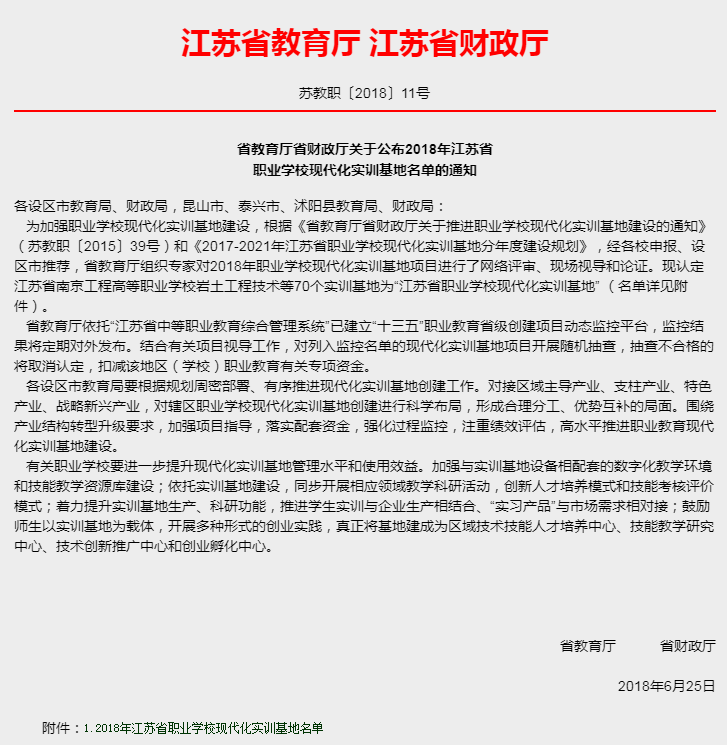 江苏省教育厅 江苏省财政厅
苏教职〔2018〕11号
省教育厅省财政厅关于公布2018年江苏省
职业学校现代化实训基地名单的通知
各设区市教育局、财政局，昆山市、泰兴市、沭阳县教育局、财政局：
为加强职业学校现代化实训基地建设，根据《省教育厅省财政厅关于推进职业学校现代化实训基地建设的通知》
（苏教职〔2015〕39号）和《2017-2021年江苏省职业学校现代化实训基地分年度建设规划》，经各校申报、设
区市推荐，省教育厅组织专家对2018年职业学校现代化实训基地项目进行了网络评审、现场视导和论证。现认定
江苏省南京工程高等职业学校岩土工程技术等70个实训基地为“江苏省职业学校现代化实训基地”（名单详见附
件）。
省教育厅依托“江苏省中等职业教育综合管理系统”已建立“十三五”职业教育省级创建项目动态监控平台，监控结
果将定期对外发布。结合有关项目视导工作，对列入监控名单的现代化实训基地项目开展随机抽查，抽查不合格的
将取消认定，扣减该地区（学校）职业教育有关专项资金。
各设区市教育局要根据规划周密部署、有序推进现代化实训基地创建工作。对接区域主导产业、支柱产业、特色
产业、战略新兴产业，对辖区职业学校现代化实训基地创建进行科学布局，形成合理分工、优势互补的局面。围绕
产业结构转型升级要求，加强项目指导，落实配套资金，强化过程监控，注重绩效评估，高水平推进职业教育现代
化实训基地建设。
有关职业学校要进一步提升现代化实训基地管理水平和使用效益。加强与实训基地设备相配套的数字化教学环境
和技能教学资源库建设；依托实训基地建设，同步开展相应领域教学科研活动，创新人才培养模式和技能考核评价
模式；着力提升实训基地生产、科研功能，推进学生实训与企业生产相结合、“实习产品”与市场需求相对接；鼓励
师生以实训基地为载体，开展多种形式的创业实践，真正将基地建成为区域技术技能人才培养中心、技能教学研究
中心、技术创新推广中心和创业孵化中心。
省教育厅 省财政厅
2018年6月25日
附件：1.2018年江苏省职业学校现代化实训基地名单